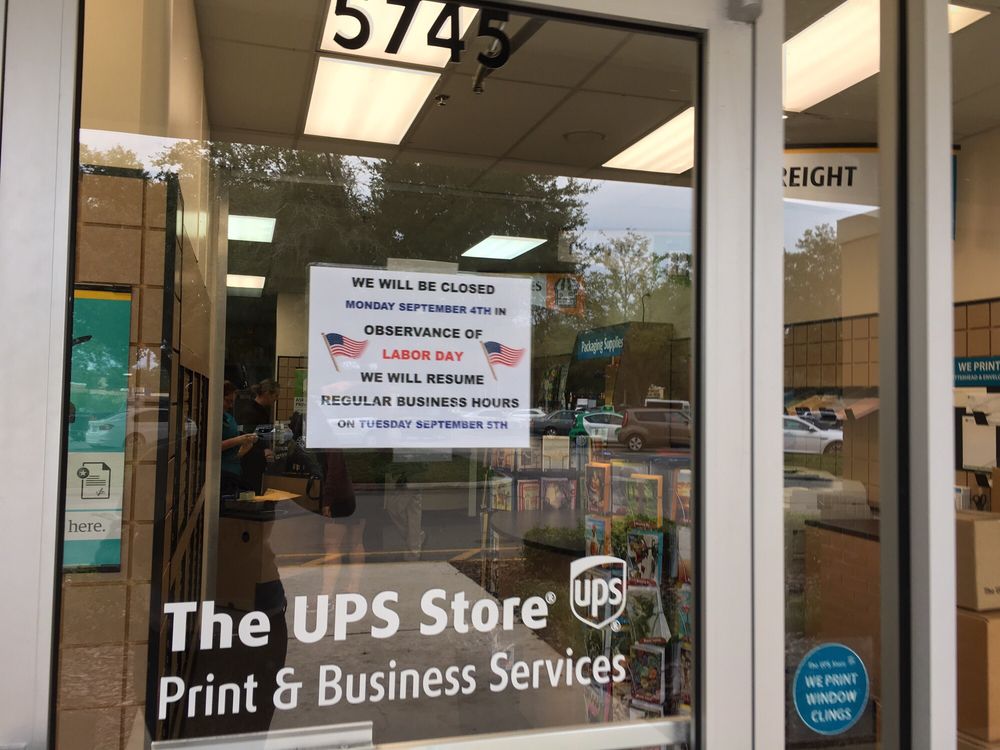 5745
REIGHT
WE WILL BE CLOSED
MONDAY SEPTEMBER 4TH IN
OBSERVANCE OF
LABOR DAY
WE WILL RESUME
REGULAR BUSINESS HOURS
ON TUESDAY SEPTEMBER 5TH
Packaging Supplies
WE PRINT
here.
The UPS Store®
ups
®
Print & Business Services
The UPS Store
WE PRINT
WINDOW
CLINGS